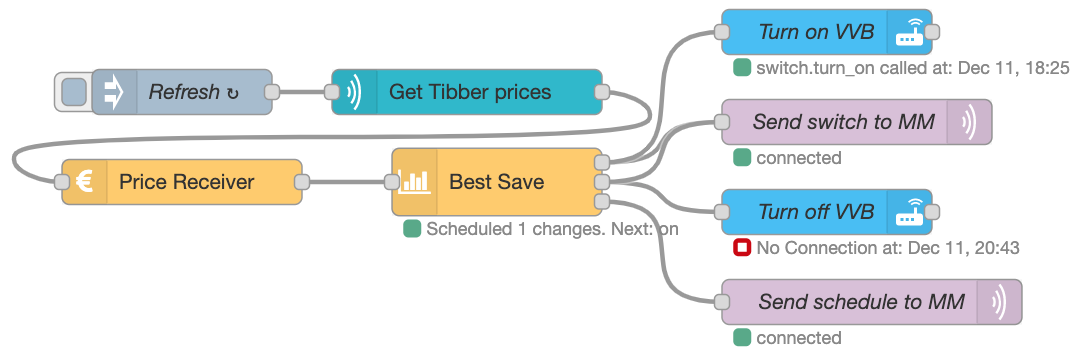 Turn on VVB
switch.turn_on called at: Dec 11, 18:25
Refresh ↻
Get Tibber prices
Send switch to MM
connected
€ Price Receiver
Best Save
Scheduled 1 changes. Next: on
Turn off VVB
No Connection at: Dec 11, 20:43
Send schedule to MM
connected